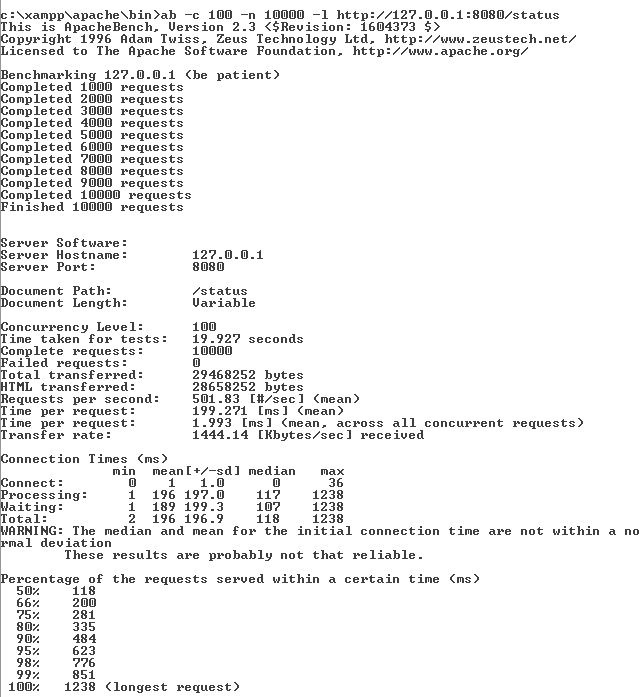 c:\xampp\apache\bin>ab -c 100 -n 10000 -l http://127.0.0.1:8080/status
This is ApacheBench, Version 2.3 <$Revision: 1604373 $>
Copyright 1996 Adam Twiss, Zeus Technology Ltd, http://www.zeustech.net/
Licensed to The Apache Software Foundation, http://www.apache.org/

Benchmarking 127.0.0.1 (be patient)
Completed 1000 requests
Completed 2000 requests
Completed 3000 requests
Completed 4000 requests
Completed 5000 requests
Completed 6000 requests
Completed 7000 requests
Completed 8000 requests
Completed 9000 requests
Completed 10000 requests
Finished 10000 requests


Server Software:
Server Hostname:        127.0.0.1
Server Port:            8080

Document Path:          /status
Document Length:        Variable

Concurrency Level:      100
Time taken for tests:   19.927 seconds
Complete requests:      10000
Failed requests:        0
Total transferred:      29468252 bytes
HTML transferred:       28658252 bytes
Requests per second:    501.83 [#/sec] (mean)
Time per request:       199.271 [ms] (mean)
Time per request:       1.993 [ms] (mean, across all concurrent requests)
Transfer rate:          1444.14 [Kbytes/sec] received

Connection Times (ms)
              min  mean[+/-sd] median   max
Connect:        0    1   1.0      0      36
Processing:     1  196 197.0    117    1238
Waiting:        1  189 199.3    107    1238
Total:          2  196 196.9    118    1238
WARNING: The median and mean for the initial connection time are not within a no
rmal deviation
        These results are probably not that reliable.

Percentage of the requests served within a certain time (ms)
  50%    118
  66%    200
  75%    281
  80%    335
  90%    484
  95%    623
  98%    776
  99%    851
 100%   1238 (longest request)